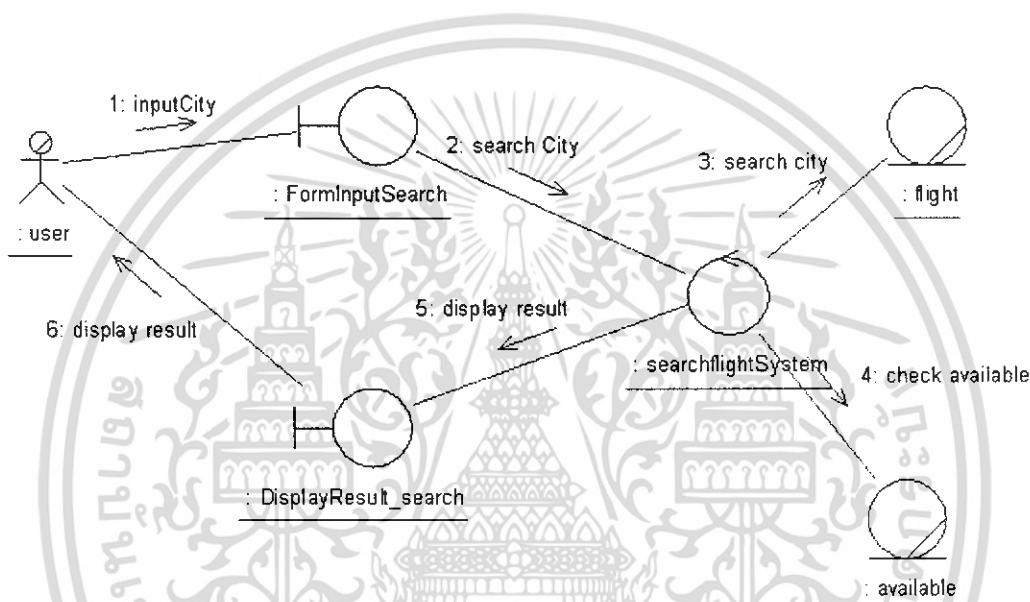 1: inputCity
2: search City
3: search city
: FormInputSearch
: flight
: user
5: display result
6: display result
: searchflightSystem
4: check available
: DisplayResult_search
: available